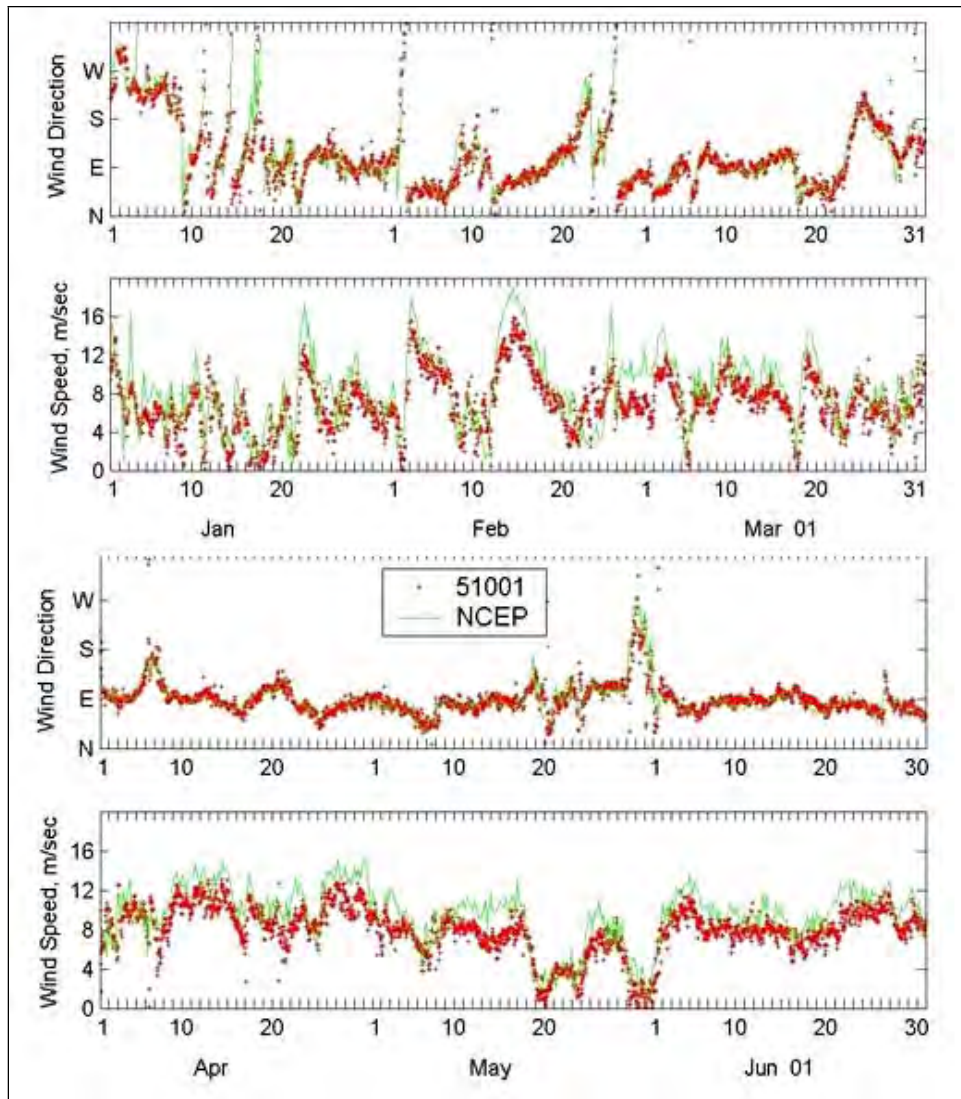 Wind Direction
W
S
E
N
1 10 20 1 10 20 1 10 20 31
Wind Speed, m/sec
16
12
8
4
0
1 10 20 1 10 20 1 10 20 31
Jan Feb Mar 01
Wind Direction
W
S
E
N
51001
NCEP
1 10 20 1 10 20 1 10 20 30
Wind Speed, m/sec
16
12
8
4
0
1 10 20 1 10 20 1 10 20 30
Apr May Jun 01